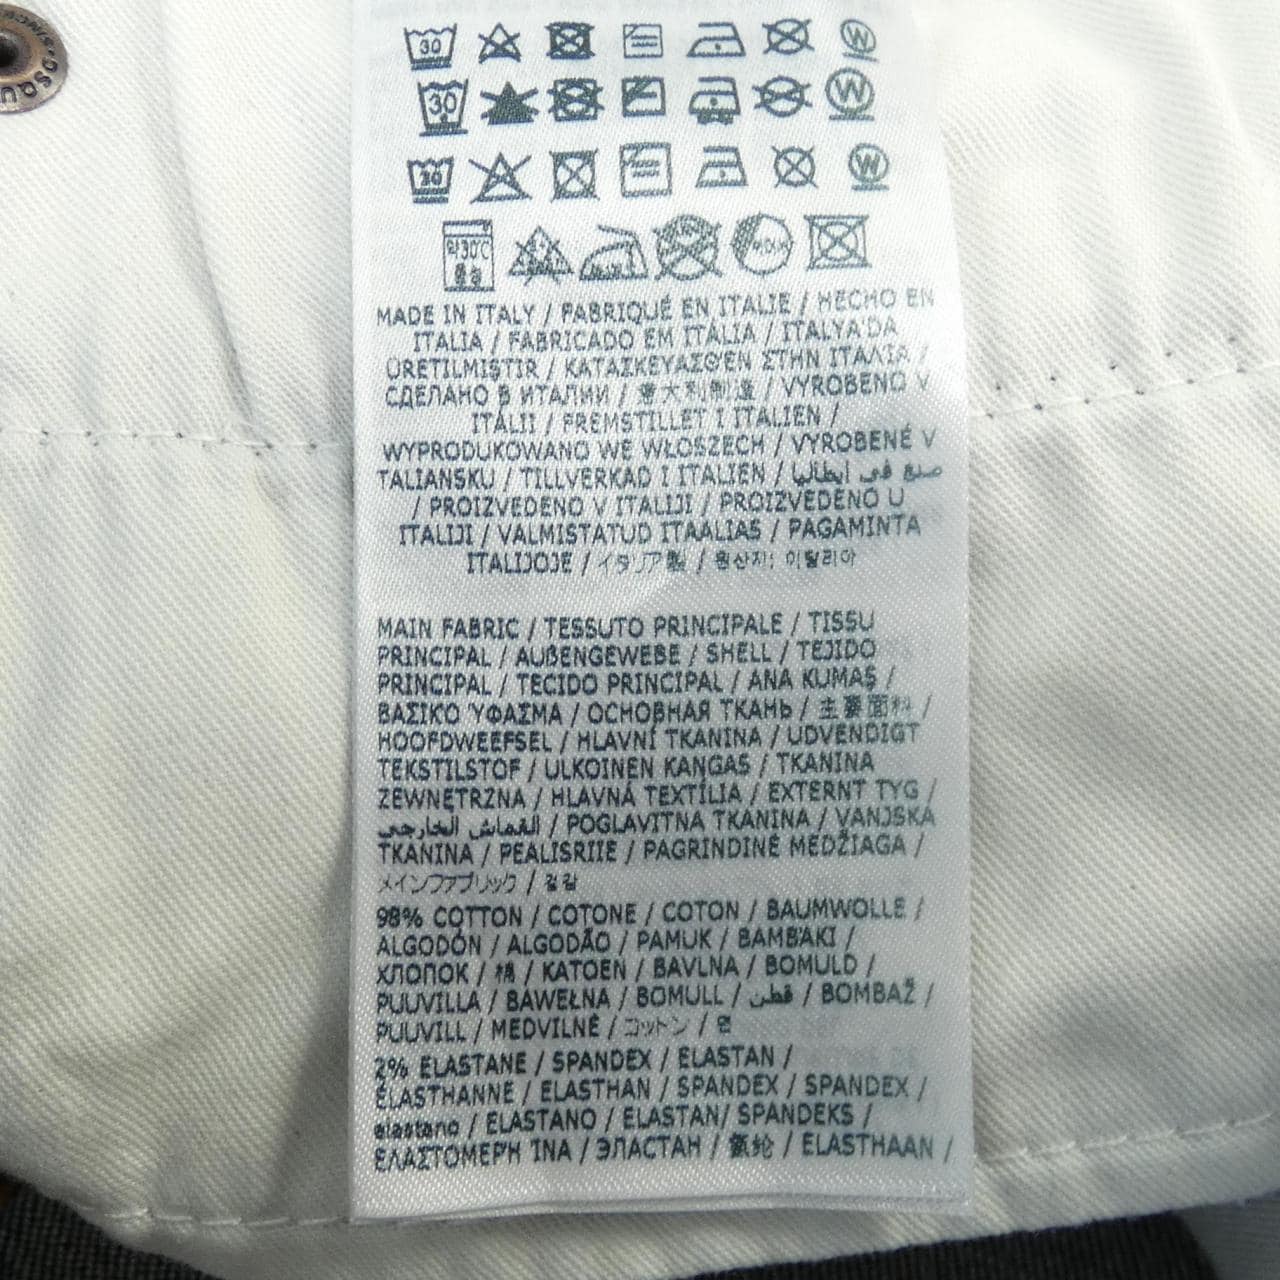 30 W
30 W
30 W
약30℃
중성
MADE IN ITALY / FABRIQUÉ EN ITALIE / HECHO EN
ITALIA / FABRICADO EM ITÁLIA / ITALYA'DA
ÜRETILMIŞTIR / ΚΑΤΑΣΚΕΥΑΣΘΈΝ ΣΤΗΝ ΙΤΑΛΊΑ /
СДЕЛАНО В ИТАЛИИ / 意大利制造 / VYROBENO V
ITÁLII / FREMSTILLET I ITALIEN /
WYPRODUKOWANO WE WŁOSZECH / VYROBENÉ V
TALIANSKU / TILLVERKAD I ITALIEN / صنع في ايطاليا
/ PROIZVEDENO V ITALIJI / PROIZVEDENO U
ITALIJI / VALMISTATUD ITAALIAS / PAGAMINTA
ITALIJOJE / イタリア製 / 원산지: 이탈리아
MAIN FABRIC / TESSUTO PRINCIPALE / TISSU
PRINCIPAL / AUßENGEWEBE / SHELL / TEJIDO
PRINCIPAL / TECIDO PRINCIPAL / ANA KUMAŞ /
ΒΑΣΙΚΌ ΎΦΑΣΜΑ / ОСНОВНАЯ ТКАНЬ / 主要面料 /
HOOFDWEEFSEL / HLAVNÍ TKANINA / UDVENDIGT
TEKSTILSTOF / ULKOINEN KANGAS / TKANINA
ZEWNĘTRZNA / HLAVNÁ TEXTÍLIA / EXTERNT TYG /
القماش الخارجي / POGLAVITNA TKANINA / VANJSKA
TKANINA / PEALISRIIE / PAGRINDINĖ MEDŽIAGA /
メインファブリック / 겉감
98% COTTON / COTONE / COTON / BAUMWOLLE /
ALGODÓN / ALGODÃO / PAMUK / ΒΑΜΒΆΚΙ /
ХЛОПОК / 棉 / KATOEN / BAVLNA / BOMULD /
PUUVILLA / BAWEŁNA / BOMULL / قطن / BOMBAŽ /
PUUVILL / MEDVILNĖ / コットン / 면
2% ELASTANE / SPANDEX / ELASTAN /
ÉLASTHANNE / ELASTHAN / SPANDEX / SPANDEX /
elastano / ELASTANO / ELASTAN/ SPANDEKS /
ΕΛΑΣΤΟΜΕΡΉ ΊΝΑ / ЭЛАСТАН / 氨纶 / ELASTHAAN /